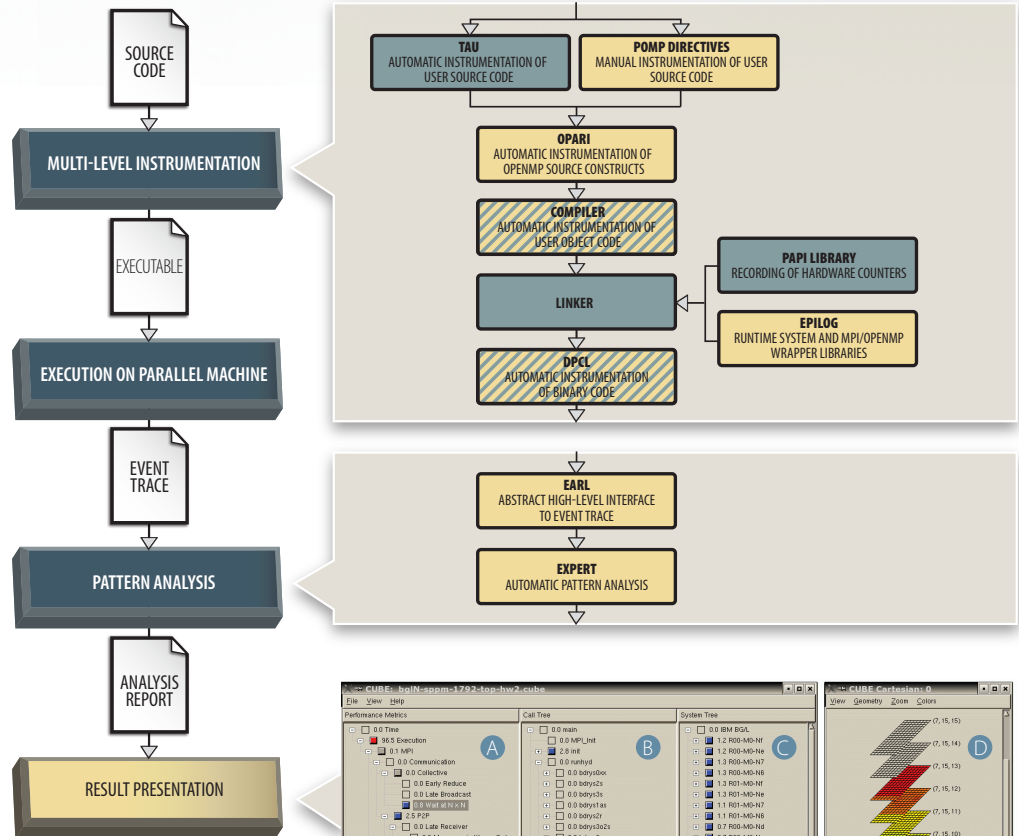 SOURCE
CODE
MULTI-LEVEL INSTRUMENTATION
EXECUTABLE
EXECUTION ON PARALLEL MACHINE
EVENT
TRACE
PATTERN ANALYSIS
ANALYSIS
REPORT
RESULT PRESENTATION
TAU
AUTOMATIC INSTRUMENTATION OF
USER SOURCE CODE
POMP DIRECTIVES
MANUAL INSTRUMENTATION OF USER
SOURCE CODE
OPARI
AUTOMATIC INSTRUMENTATION OF
OPENMP SOURCE CONSTRUCTS
COMPILER
AUTOMATIC INSTRUMENTATION OF
USER OBJECT CODE
LINKER
PAPI LIBRARY
RECORDING OF HARDWARE COUNTERS
EPILOG
RUNTIME SYSTEM AND MPI/OPENMP
WRAPPER LIBRARIES
DPCL
AUTOMATIC INSTRUMENTATION
OF BINARY CODE
EARL
ABSTRACT HIGH-LEVEL INTERFACE
TO EVENT TRACE
EXPERT
AUTOMATIC PATTERN ANALYSIS
CUBE: bglN-sppm-1792-top-hw2.cube
File View Help
Performance Metrics
0.0 Time
96.5 Execution
0.1 MPI
0.0 Communication
0.0 Collective
0.0 Early Reduce
0.0 Late Broadcast
0.8 Wait at N x N
2.5 P2P
0.0 Late Receiver
A
Call Tree
0.0 main
0.0 MPI_Init
2.8 init
0.0 runhyd
0.0 bdrys0xx
0.0 bdrys2s
0.0 bdrys3s
0.0 bdrys1as
0.0 bdrys2r
0.0 bdrys3o2s
B
System Tree
0.0 IBM BG/L
1.2 R00-M0-Nf
1.2 R00-M0-Ne
1.3 R00-M0-N7
1.3 R00-M0-N6
1.3 R01-M0-Nf
1.3 R01-M0-Ne
1.1 R01-M0-N7
1.1 R01-M0-N6
0.7 R00-M0-Nd
C
CUBE Cartesian: 0
View Geometry Zoom Colors
(7, 15, 15)
(7, 15, 14)
(7, 15, 13)
(7, 15, 12)
(7, 15, 11)
(7, 15, 10)
D